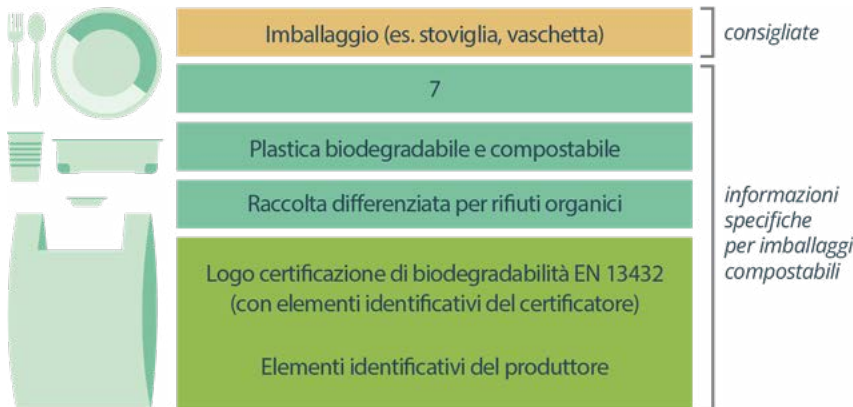 Imballaggio (es. stoviglia, vaschetta)
consigliate
7
Plastica biodegradabile e compostabile
Raccolta differenziata per rifiuti organici
informazioni
specifiche
per imballaggi
compostabili
Logo certificazione di biodegradabilità EN 13432
(con elementi identificativi del certificatore)
Elementi identificativi del produttore